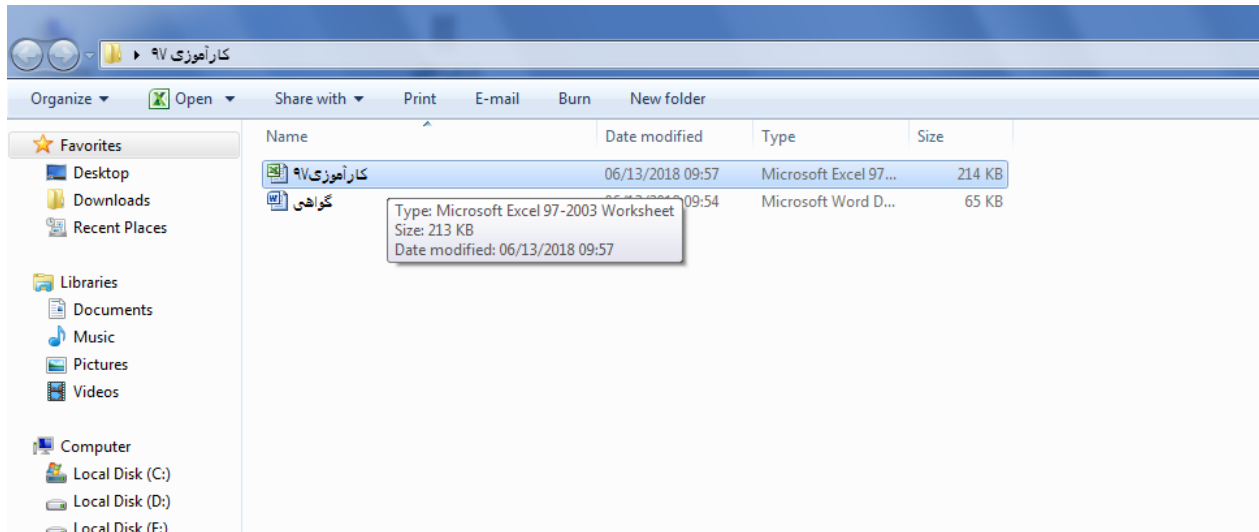 کارآموزی ۹۷
Organize Open Share with Print E-mail Burn New folder
Name Date modified Type Size
Favorites
Desktop
Downloads
Recent Places
Libraries
Documents
Music
Pictures
Videos
Computer
Local Disk (C:)
Local Disk (D:)
Local Disk (E:)
کارآموزی۹۷ 06/13/2018 09:57 Microsoft Excel 97... 214 KB
گواهی 09:54 Microsoft Word D... 65 KB
Type: Microsoft Excel 97-2003 Worksheet
Size: 213 KB
Date modified: 06/13/2018 09:57